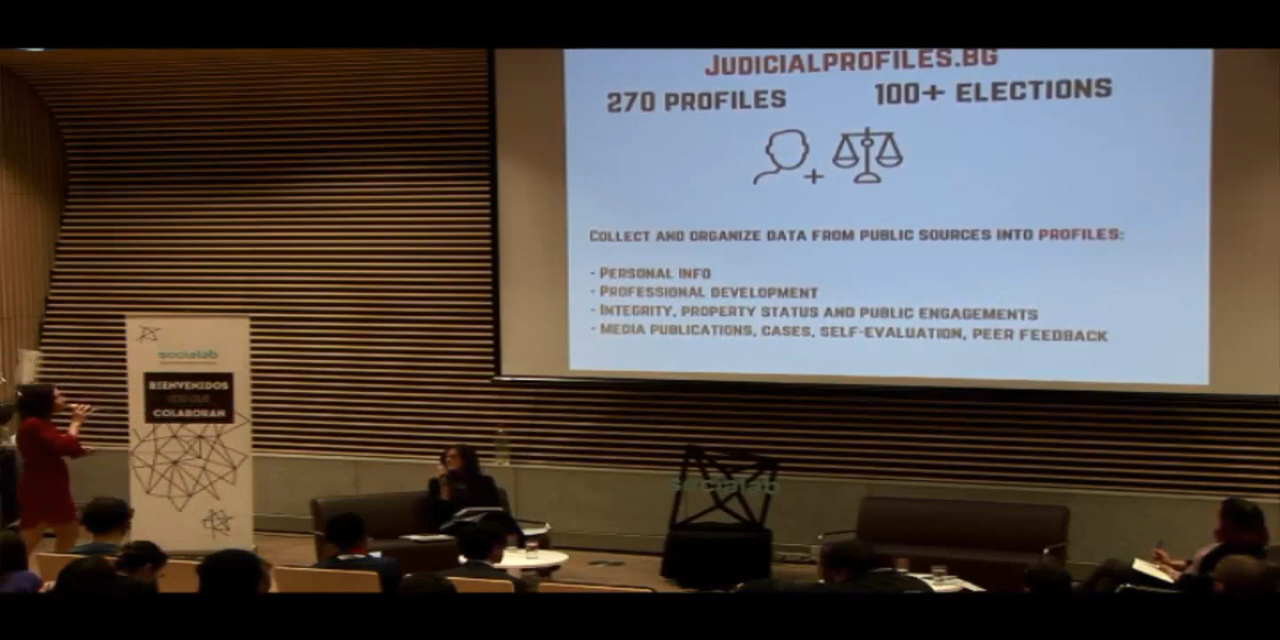 JUDICIALPROFILES.BG
270 PROFILES 100+ ELECTIONS
COLLECT AND ORGANIZE DATA FROM PUBLIC SOURCES INTO PROFILES:
- PERSONAL INFO
- PROFESSIONAL DEVELOPMENT
- INTEGRITY, PROPERTY STATUS AND PUBLIC ENGAGEMENTS
- MEDIA PUBLICATIONS, CASES, SELF-EVALUATION, PEER FEEDBACK
socialab
BIENVENIDOS
COLABORAN
socialab